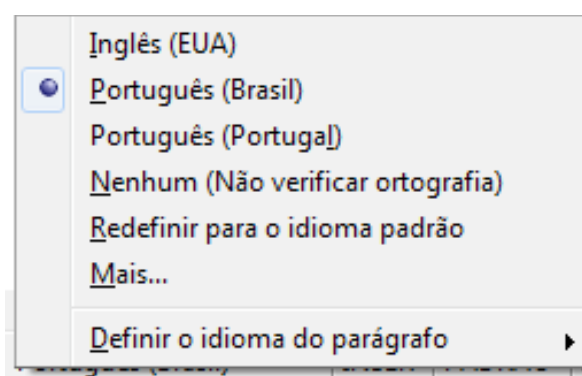 Inglês (EUA)
Português (Brasil)
Português (Portugal)
Nenhum (Não verificar ortografia)
Redefinir para o idioma padrão
Mais...
Definir o idioma do parágrafo